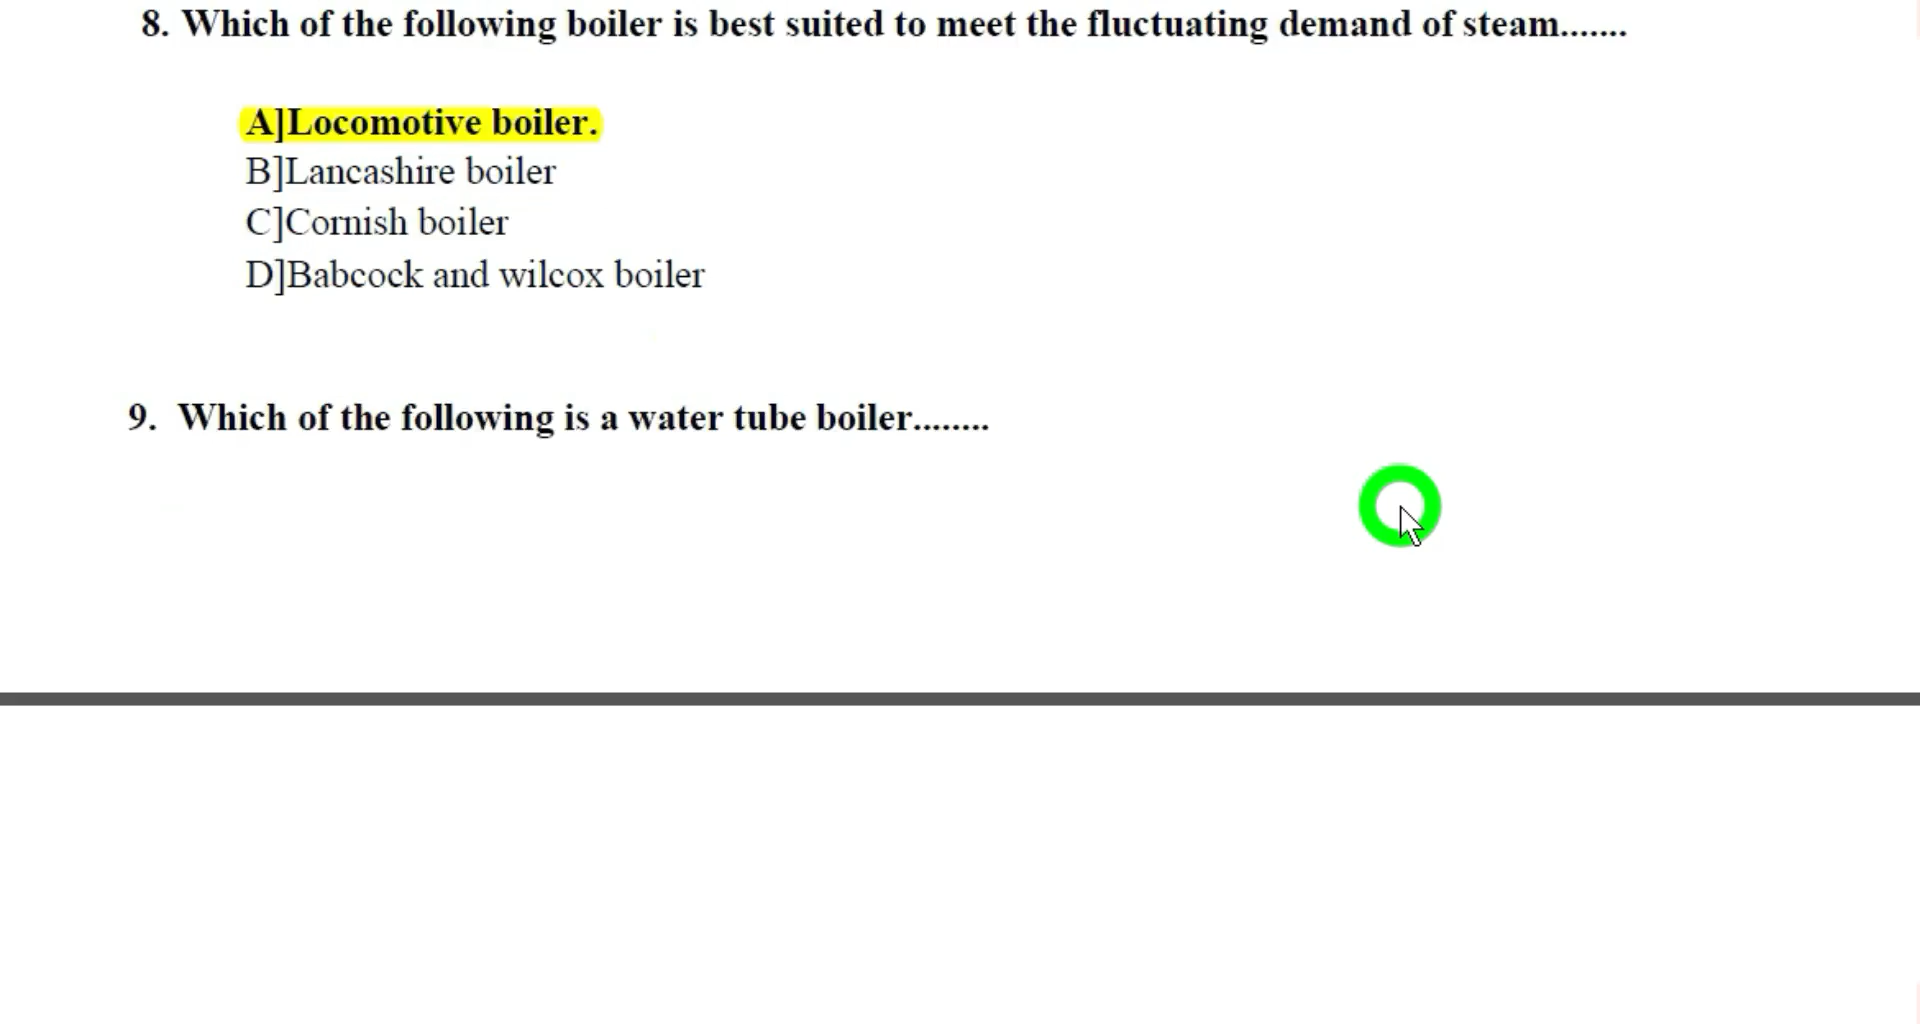 8. Which of the following boiler is best suited to meet the fluctuating demand of steam.......
A]Locomotive boiler.
B]Lancashire boiler
C]Cornish boiler
D]Babcock and wilcox boiler
9. Which of the following is a water tube boiler........